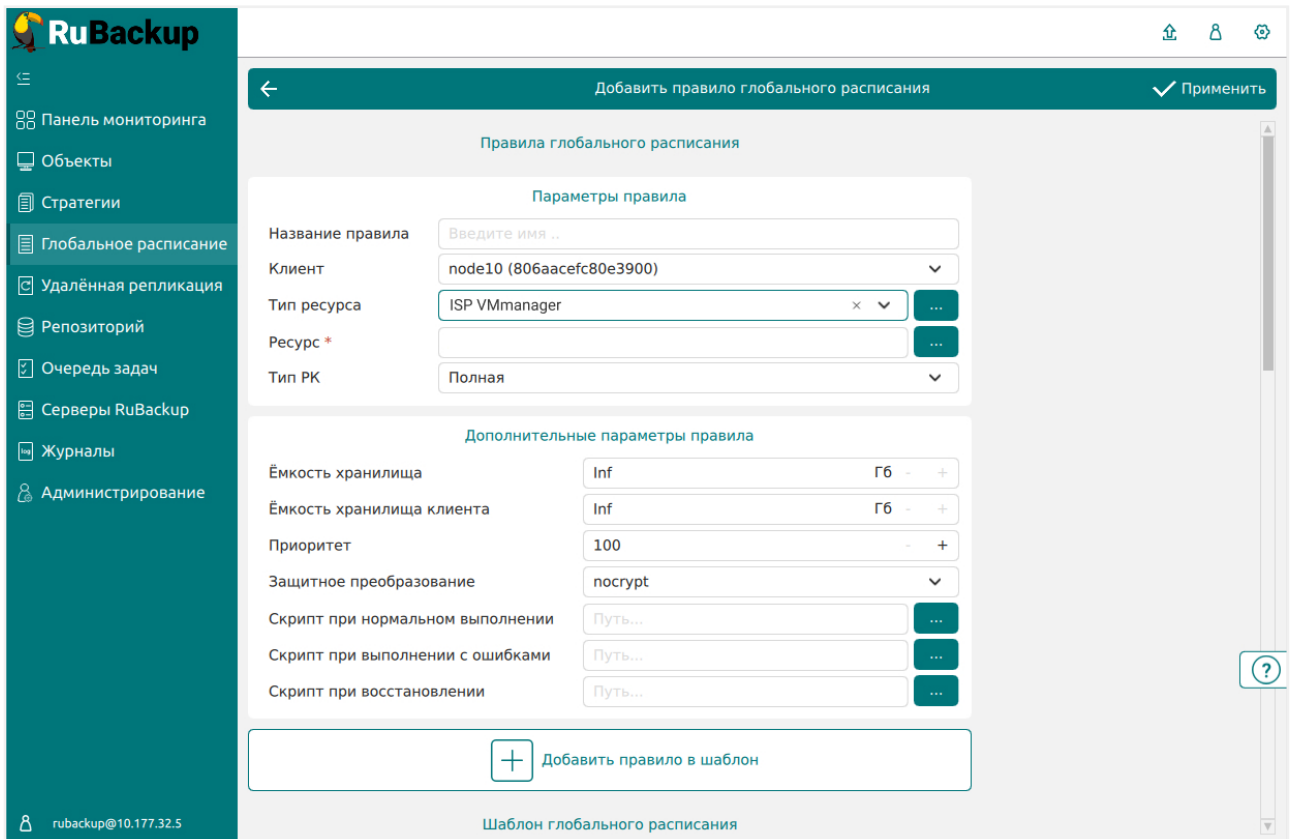 RuBackup
Панель мониторинга
Объекты
Стратегии
Глобальное расписание
Удалённая репликация
Репозиторий
Очередь задач
Серверы RuBackup
Журналы
Администрирование
rubackup@10.177.32.5
Добавить правило глобального расписания
Применить
Правила глобального расписания
Параметры правила
Название правила Введите имя ..
Клиент node10 (806aacefc80e3900)
Тип ресурса ISP VMmanager × ...
Ресурс * ...
Тип РК Полная
Дополнительные параметры правила
Ёмкость хранилища Inf Гб - +
Ёмкость хранилища клиента Inf Гб - +
Приоритет 100 - +
Защитное преобразование nocrypt
Скрипт при нормальном выполнении Путь... ...
Скрипт при выполнении с ошибками Путь... ...
Скрипт при восстановлении Путь... ...
?
+ Добавить правило в шаблон
Шаблон глобального расписания